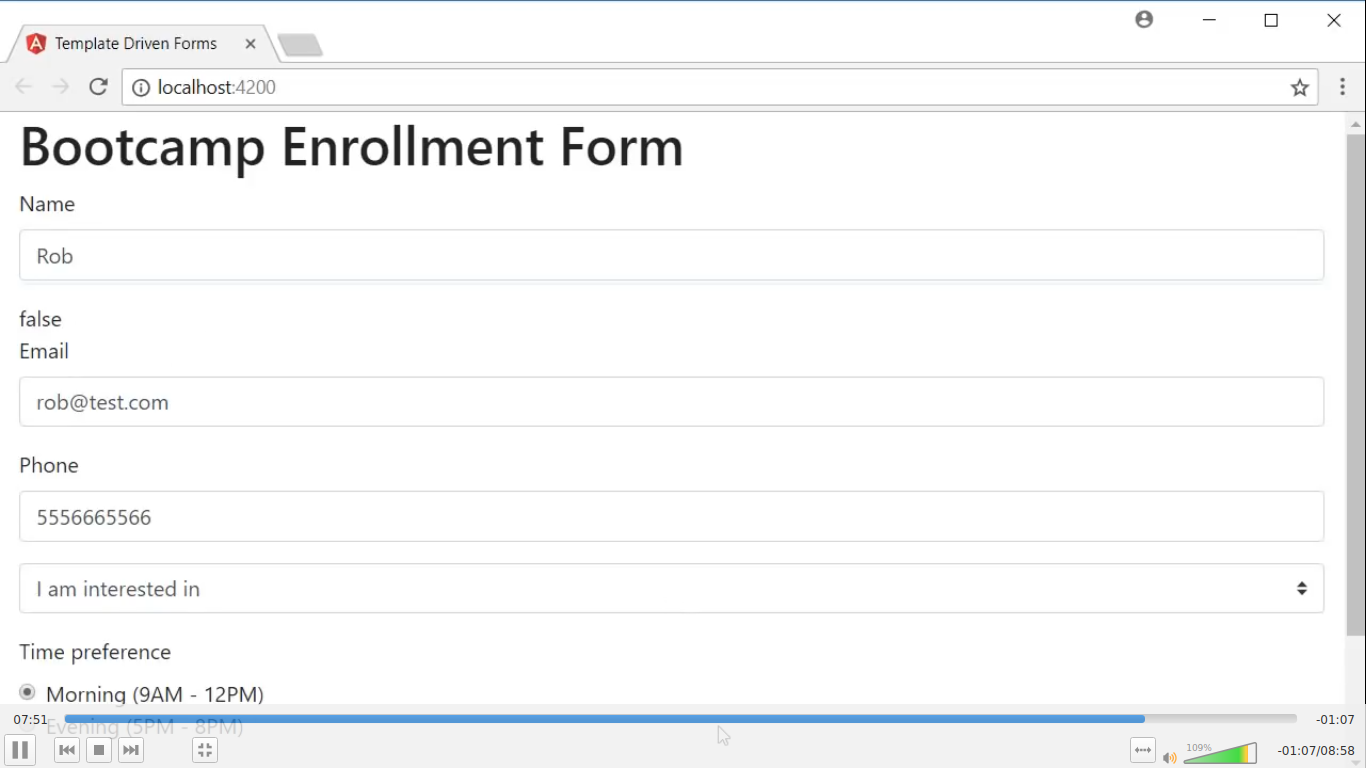 Template Driven Forms
localhost:4200
Bootcamp Enrollment Form
Name
Rob
false
Email
rob@test.com
Phone
5556665566
I am interested in
Time preference
Morning (9AM - 12PM)
Evening (5PM - 8PM)
07:51
-01:07
109%
-01:07/08:58